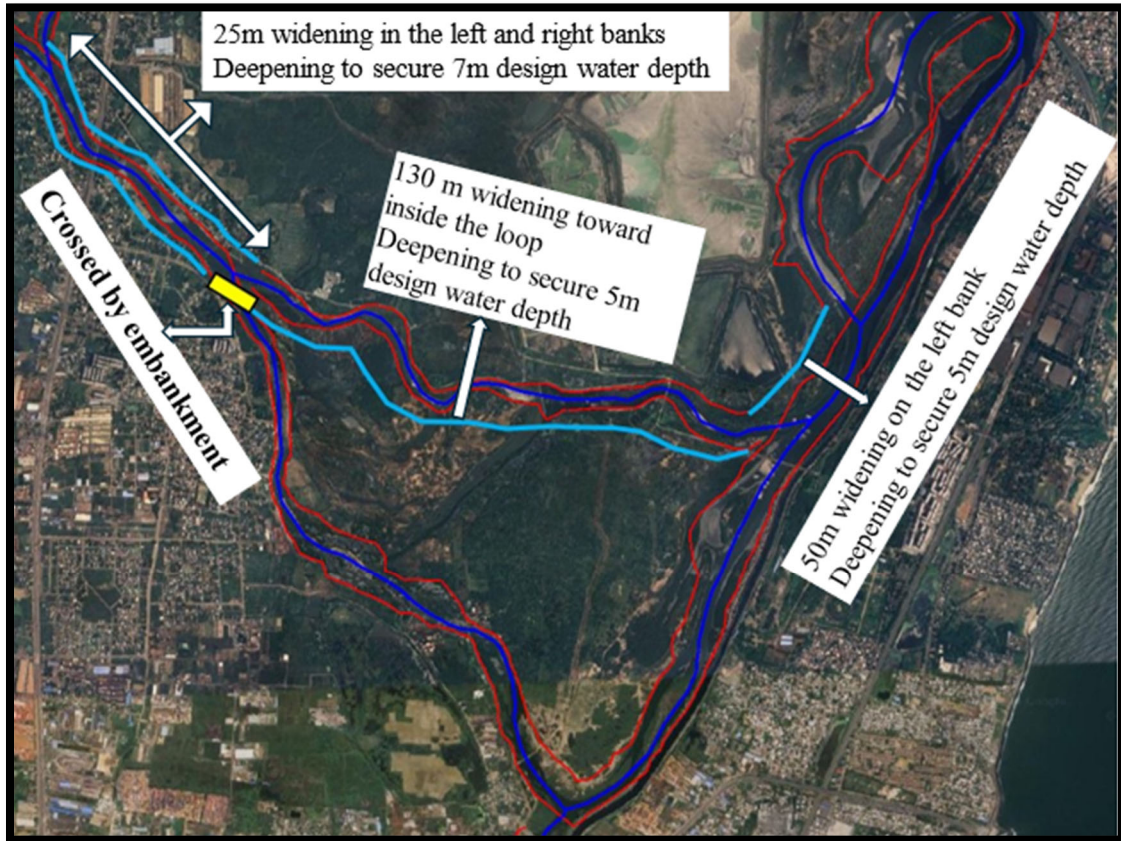 25m widening in the left and right banks
Deepening to secure 7m design water depth
130 m widening toward
inside the loop
Deepening to secure 5m
design water depth
Crossed by embankment
50m widening on the left bank
Deepening to secure 5m design water depth